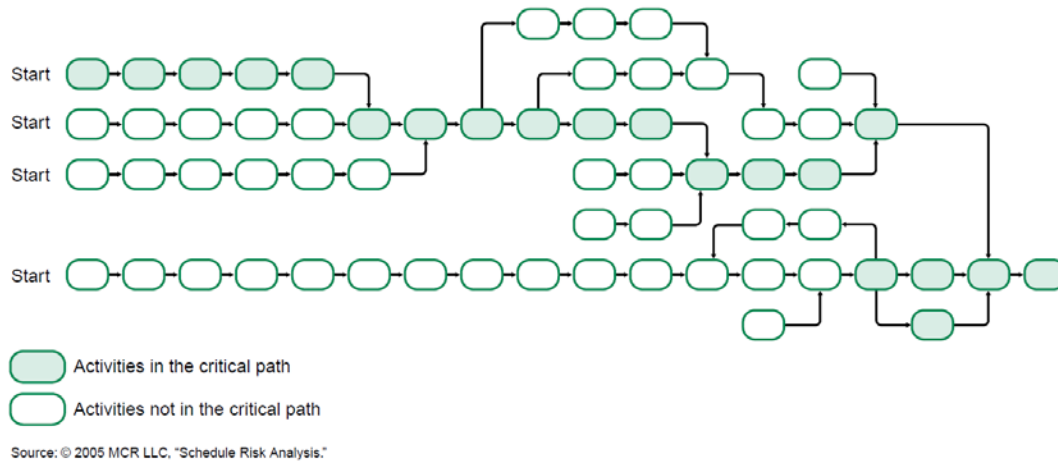 Start
Start
Start
Start
Activities in the critical path
Activities not in the critical path
Source: © 2005 MCR LLC, “Schedule Risk Analysis.”